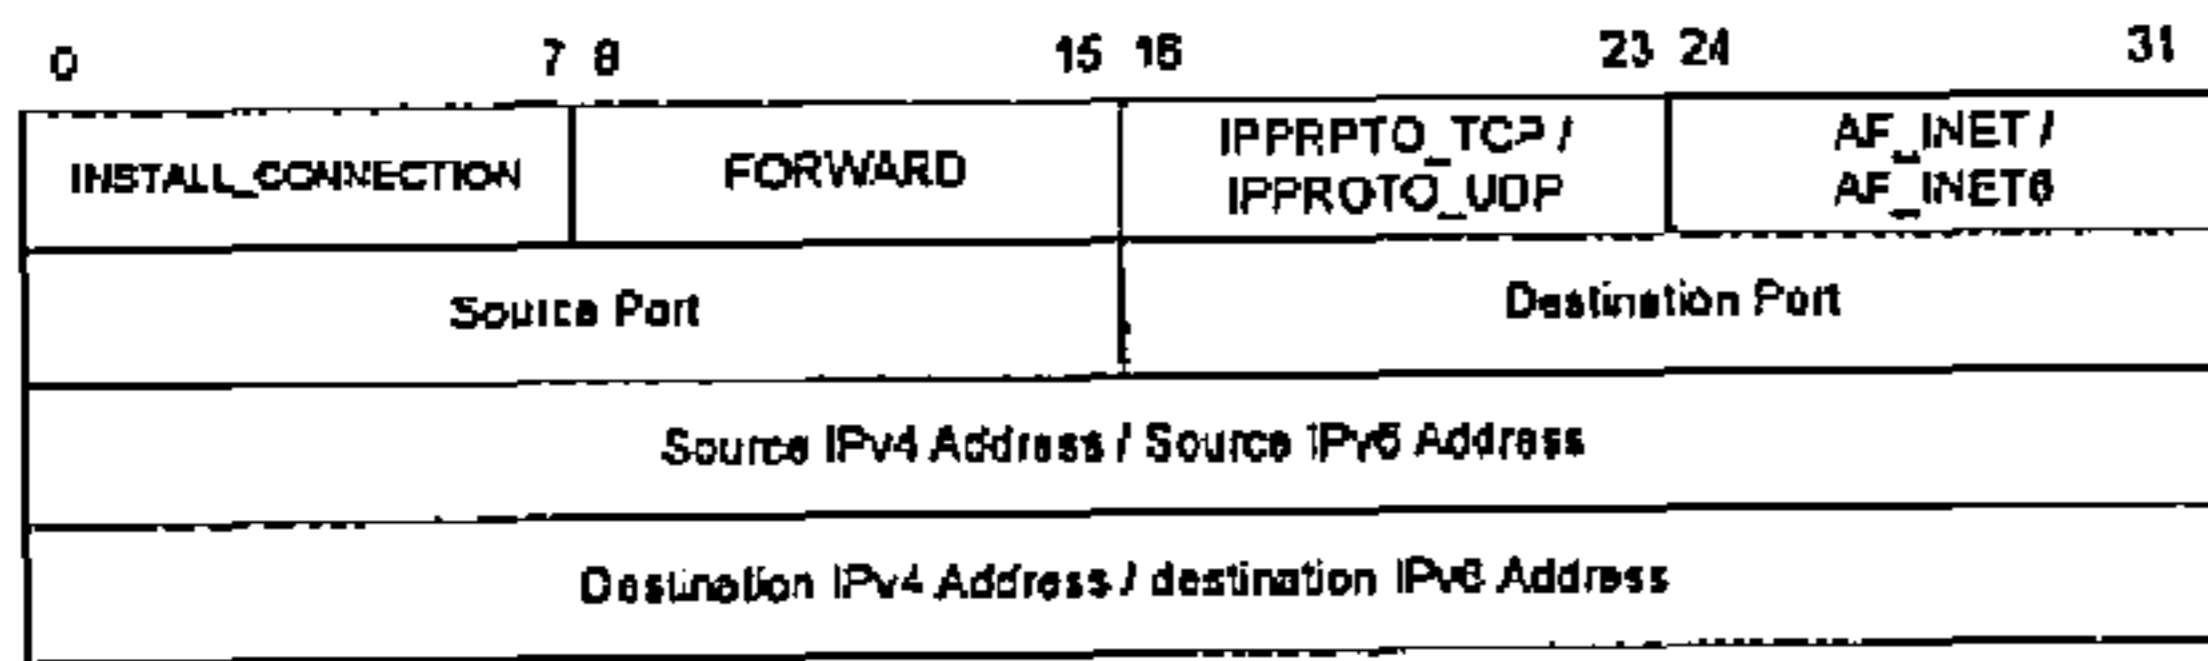 0 7 8 15 16 23 24 31
INSTALL_CONNECTION FORWARD IPPRPTO_TCP / AF_INET /
IPPROTO_UDP AF_INET6
Source Port Destination Port
Source IPv4 Address / Source IPv6 Address
Destination IPv4 Address / destination IPv6 Address